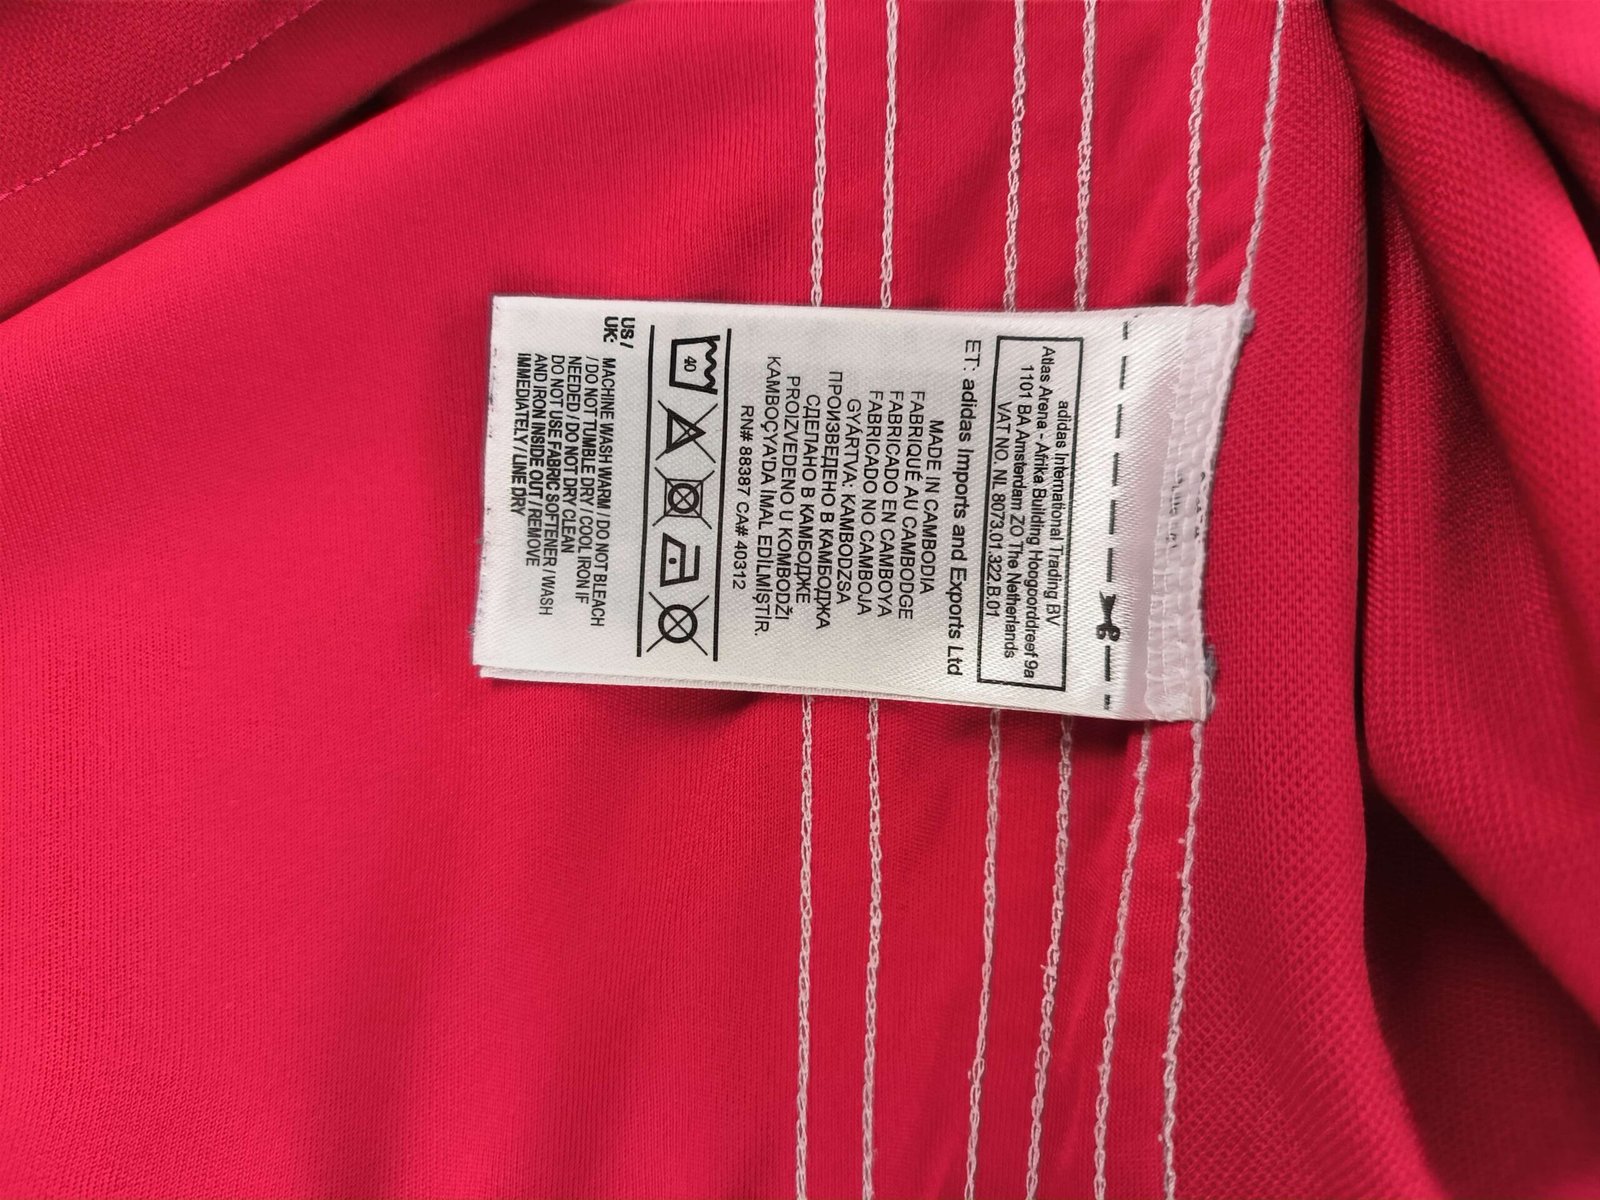 adidas International Trading BV
Atlas Arena - Afrika Building Hoogoorddreef 9a
1101 BA Amsterdam ZO The Netherlands
VAT NO. NL 8073.01.322.B.01
ET: adidas Imports and Exports Ltd
MADE IN CAMBODIA
FABRIQUÉ AU CAMBODGE
FABRICADO EN CAMBOYA
FABRICADO NO CAMBOJA
GYÁRTVA: KAMBODZSA
ПРОИЗВЕДЕНО В КАМБОДЖА
СДЕЛАНО В КАМБОДЖЕ
PROIZVEDENO U KOMBODŽI
KAMBOÇYA'DA İMAL EDİLMİŞTİR.
RN# 88387 CA# 40312
40
US /
UK: MACHINE WASH WARM / DO NOT BLEACH
/ DO NOT TUMBLE DRY / COOL IRON IF
NEEDED / DO NOT DRY CLEAN
DO NOT USE FABRIC SOFTENER / WASH
AND IRON INSIDE OUT / REMOVE
IMMEDIATELY / LINE DRY